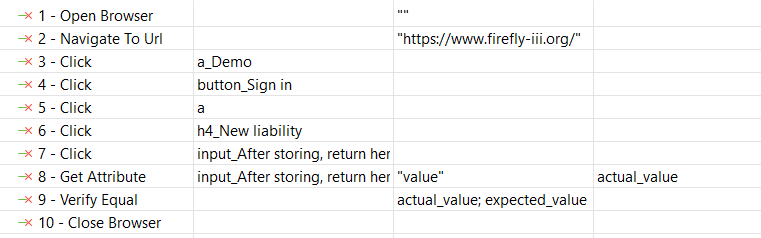 1 - Open Browser ""
2 - Navigate To Url "https://www.firefly-iii.org/"
3 - Click a_Demo
4 - Click button_Sign in
5 - Click a
6 - Click h4_New liability
7 - Click input_After storing, return her
8 - Get Attribute input_After storing, return her "value" actual_value
9 - Verify Equal actual_value; expected_value
10 - Close Browser